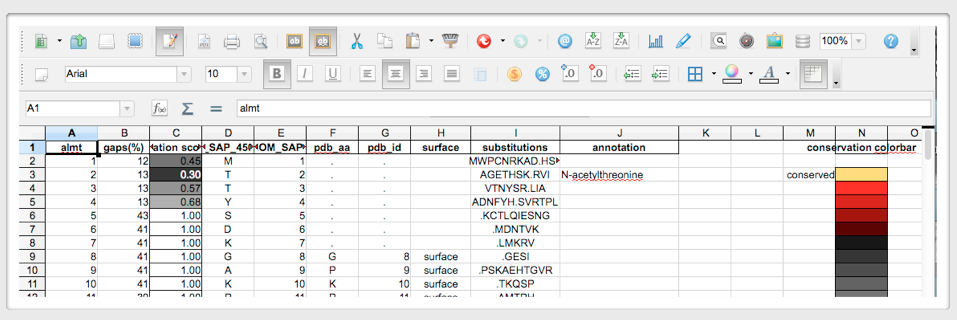 A-Z Z-A 100%
Arial 10 B I U $ % .0 .0 A
A1 f(x) Σ = almt
A B C D E F G H I J K L M N O
1 almt gaps(%) ation sco _SAP_45 OM_SAP pdb_aa pdb_id surface substitutions annotation conservation colorbar
2 1 12 0.45 M 1 . . MWPCNRKAD.HS
3 2 13 0.30 T 2 . . AGETHSK.RVI N-acetylthreonine conserved
4 3 13 0.57 T 3 . . VTNYSR.LIA
5 4 13 0.68 Y 4 . . ADNFYH.SVRTPL
6 5 43 1.00 S 5 . . .KCTLQIESNG
7 6 41 1.00 D 6 . . .MDNTVK
8 7 41 1.00 K 7 . . .LMKRV
9 8 41 1.00 G 8 G 8 surface .GESI
10 9 41 1.00 A 9 P 9 surface .PSKAEHTGVR
11 10 41 1.00 K 10 K 10 surface .TKQSP